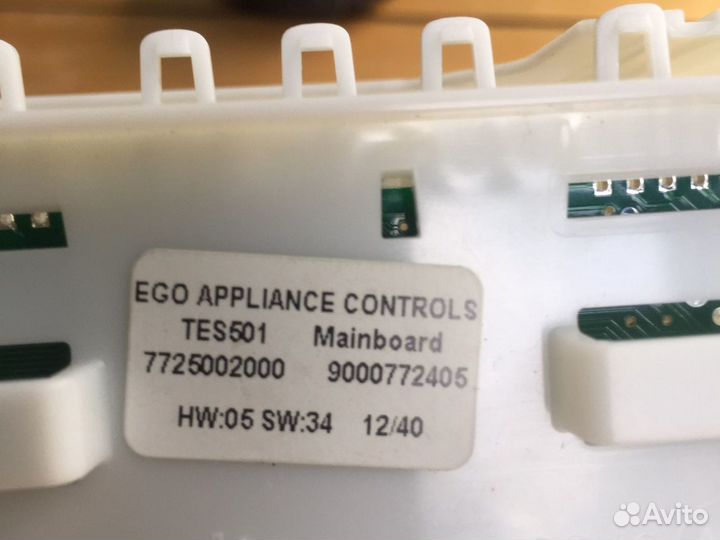 EGO APPLIANCE CONTROLS
TES501 Mainboard
7725002000 9000772405
HW:05 SW:34 12/40
Avito